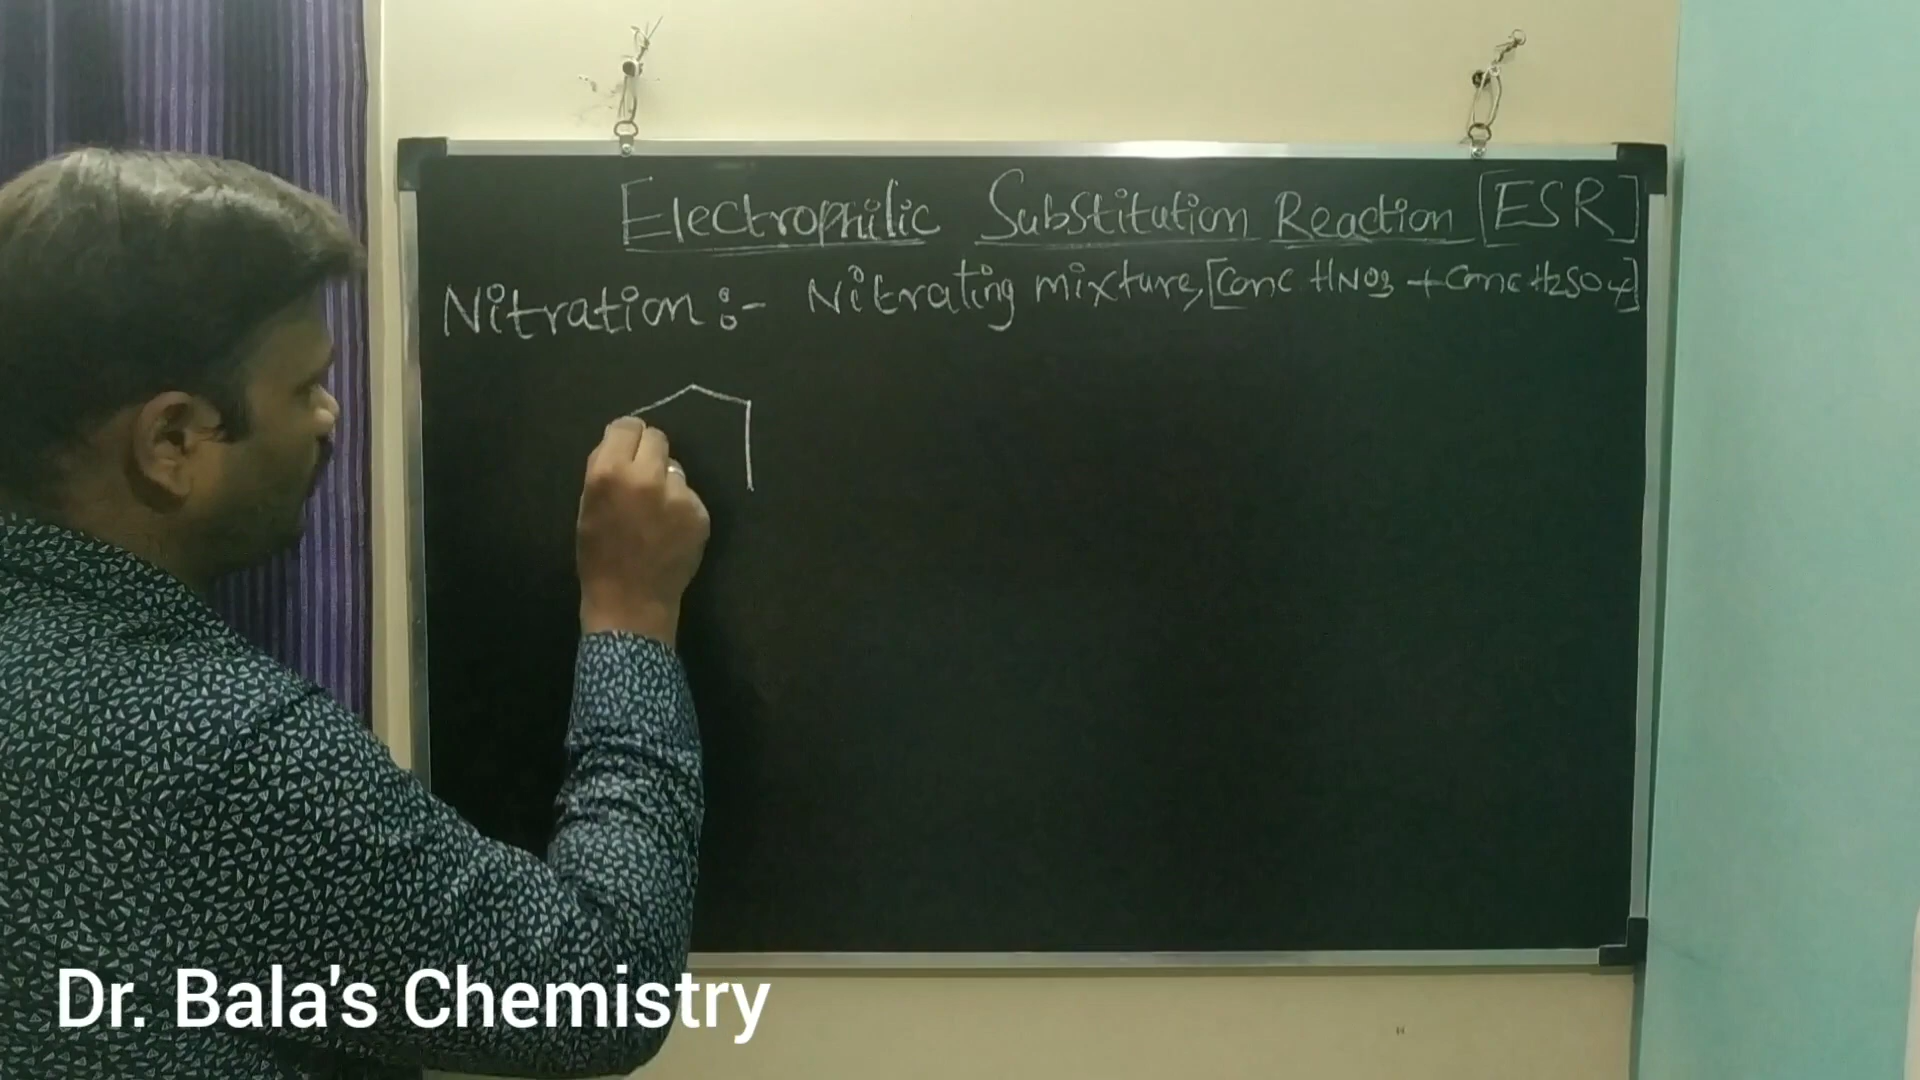 Electrophilic Substitution Reaction [ESR]
Nitration :- Nitrating mixture, [Conc HNO3 + Conc H2SO4]
Dr. Bala's Chemistry